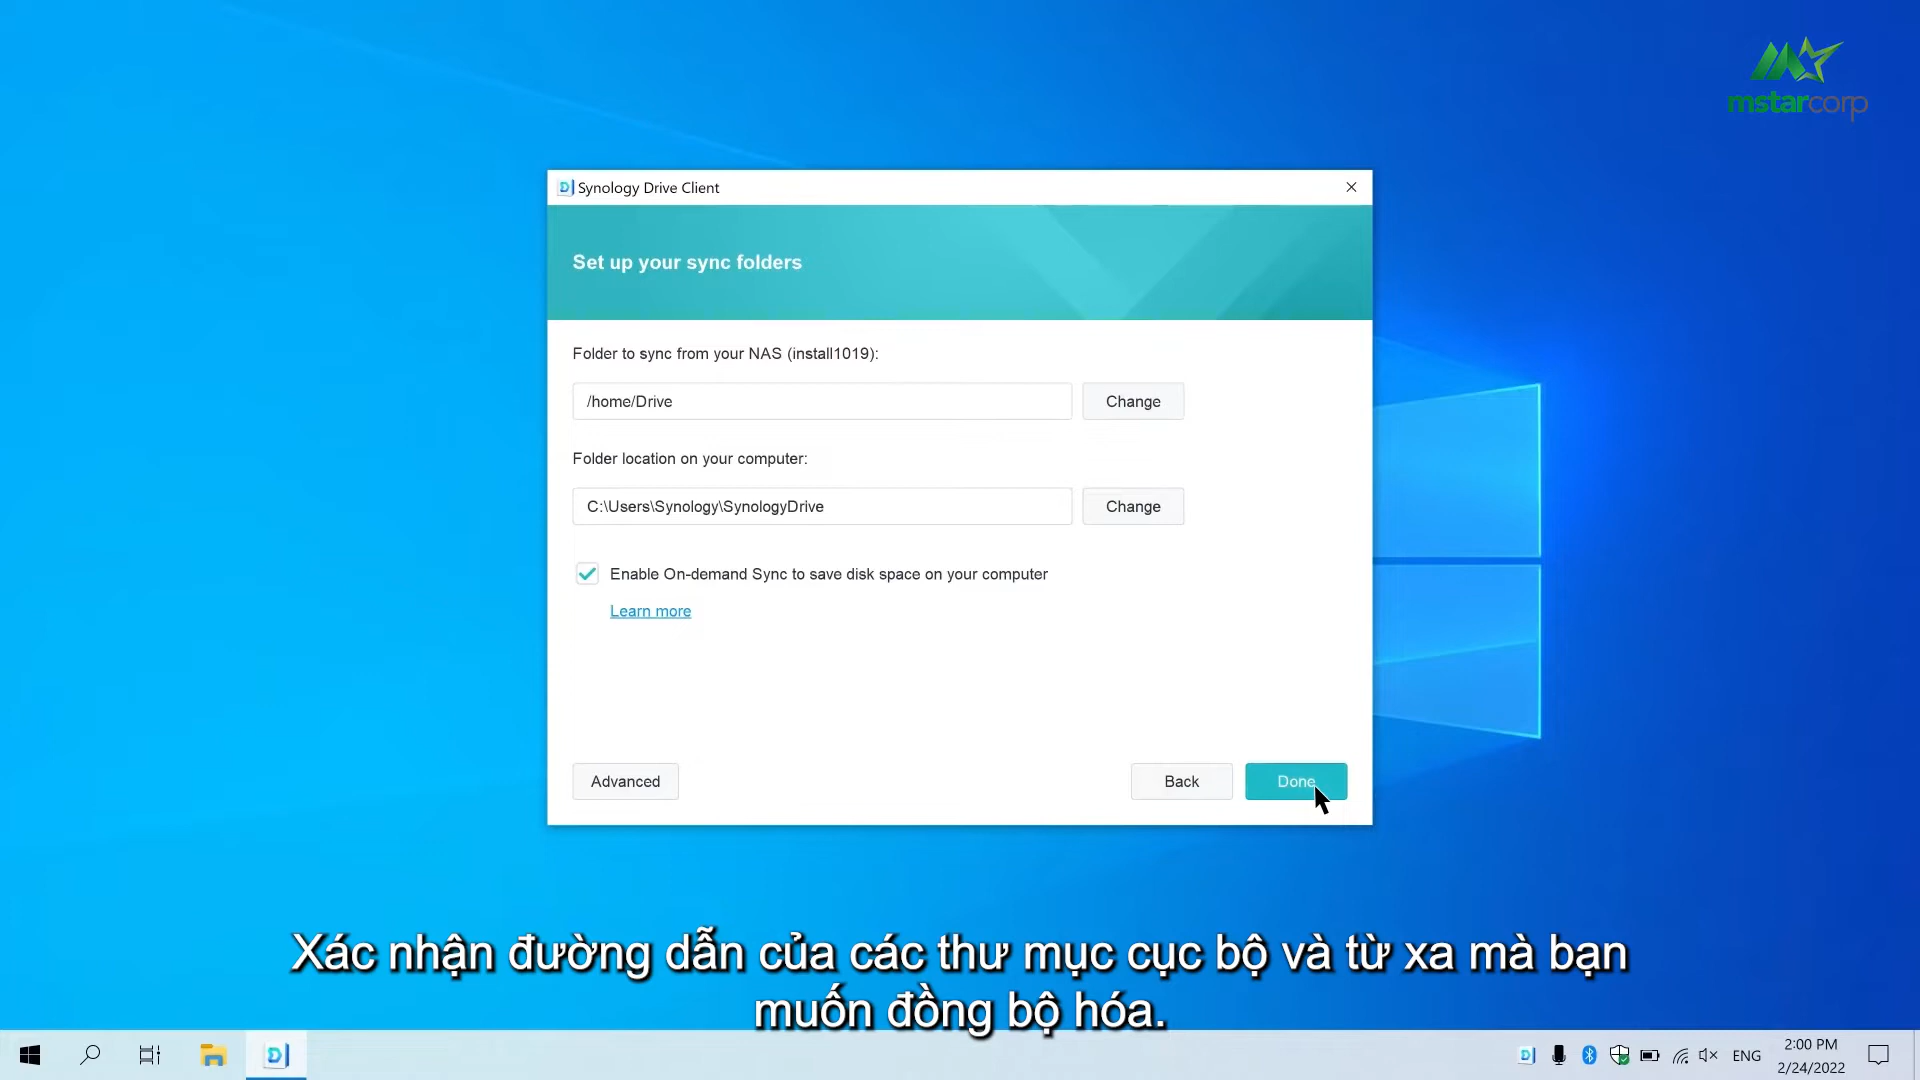 mstarcorp
Synology Drive Client
Set up your sync folders
Folder to sync from your NAS (install1019):
/home/Drive
Change
Folder location on your computer:
C:\Users\Synology\SynologyDrive
Change
Enable On-demand Sync to save disk space on your computer
Learn more
Advanced
Back
Done
Xác nhận đường dẫn của các thư mục cục bộ và từ xa mà bạn
muốn đồng bộ hóa.
ENG
2:00 PM
2/24/2022